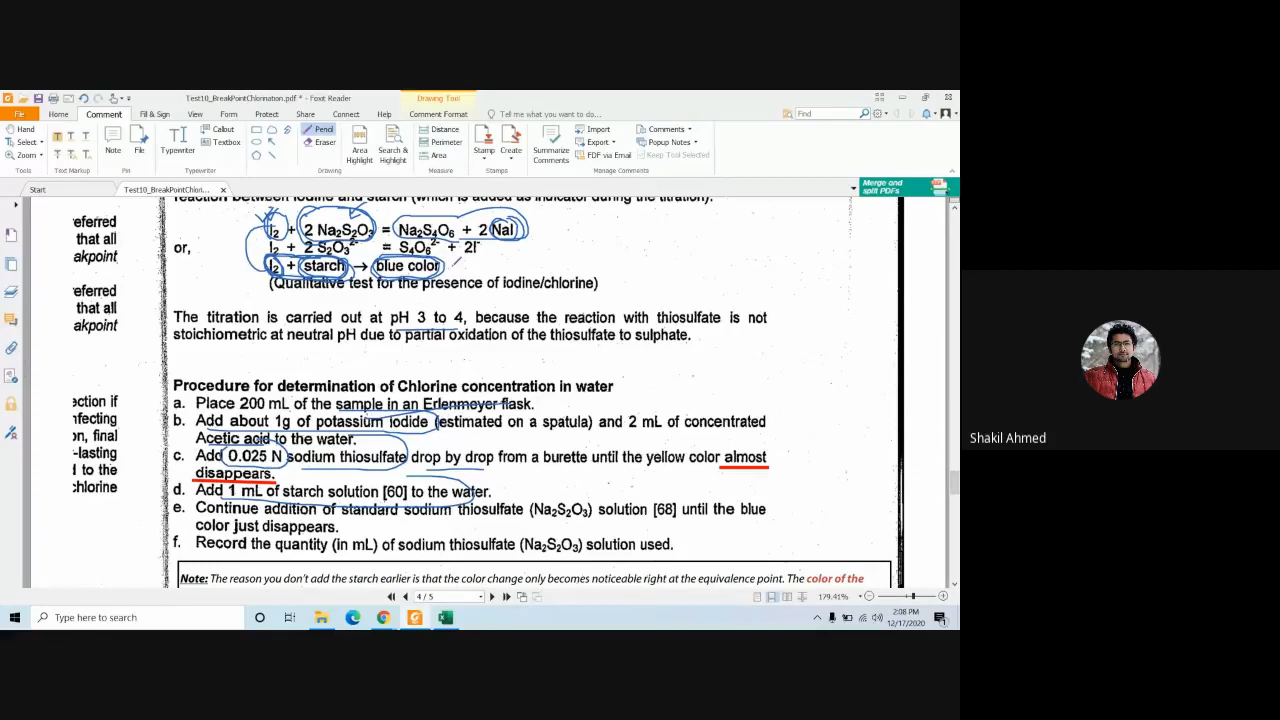 Test10_BreakPointChlorination.pdf * - Foxit Reader
Drawing Tool
File Home Comment Fill & Sign View Form Protect Share Connect Help Comment Format Tell me what you want to do... Find
Hand
Select
Zoom
Tools
Text Markup
Note
File
Pin
Typewriter
Callout
Textbox
Typewriter
Pencil
Eraser
Area Highlight
Search & Highlight
Drawing
Distance
Perimeter
Area
Measure
Stamp
Create
Stamps
Summarize Comments
Import
Export
FDF via Email
Comments
Popup Notes
Keep Tool Selected
Manage Comments
Start
Test10_BreakPointChlori...
Merge and split PDFs
eferred
that all
akpoint
eferred
that all
akpoint
ection if
nfecting
on, final
-lasting
d to the
chlorine
reaction between iodine and starch (which is added as indicator during the titration).
I₂ + 2 Na₂S₂O₃ = Na₂S₄O₆ + 2 NaI
or, I₂ + 2 S₂O₃²⁻ = S₄O₆²⁻ + 2I⁻
I₂ + starch → blue color
(Qualitative test for the presence of iodine/chlorine)
The titration is carried out at pH 3 to 4, because the reaction with thiosulfate is not
stoichiometric at neutral pH due to partial oxidation of the thiosulfate to sulphate.
Procedure for determination of Chlorine concentration in water
a. Place 200 mL of the sample in an Erlenmeyer flask.
b. Add about 1g of potassium iodide (estimated on a spatula) and 2 mL of concentrated
Acetic acid to the water.
c. Add 0.025 N sodium thiosulfate drop by drop from a burette until the yellow color almost
disappears.
d. Add 1 mL of starch solution [60] to the water.
e. Continue addition of standard sodium thiosulfate (Na₂S₂O₃) solution [68] until the blue
color just disappears.
f. Record the quantity (in mL) of sodium thiosulfate (Na₂S₂O₃) solution used.
Note: The reason you don't add the starch earlier is that the color change only becomes noticeable right at the equivalence point. The color of the
4 / 5
179.41%
Type here to search
2:08 PM
12/17/2020
Shakil Ahmed